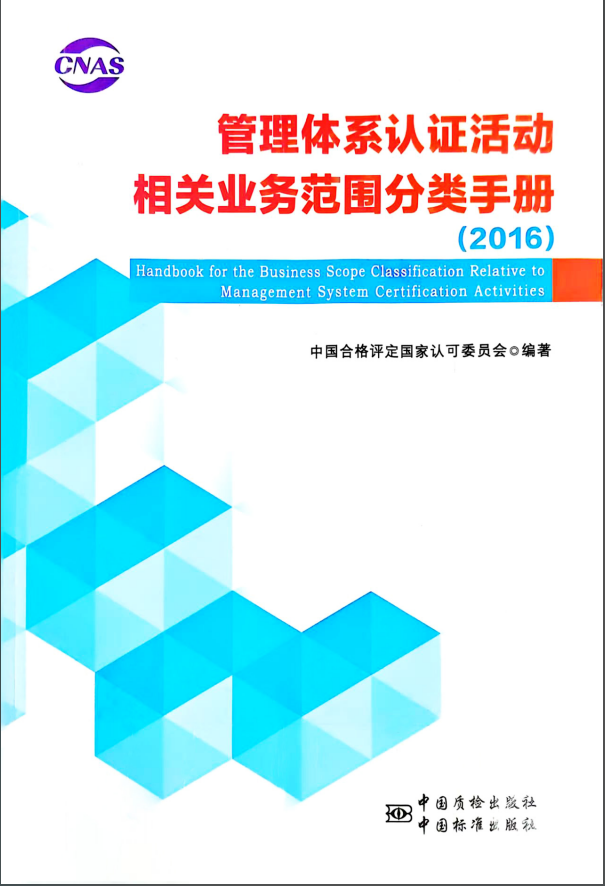 CNAS
管理体系认证活动
相关业务范围分类手册
(2016)
Handbook for the Business Scope Classification Relative to
Management System Certification Activities
中国合格评定国家认可委员会◎编著
中国质检出版社
中国标准出版社